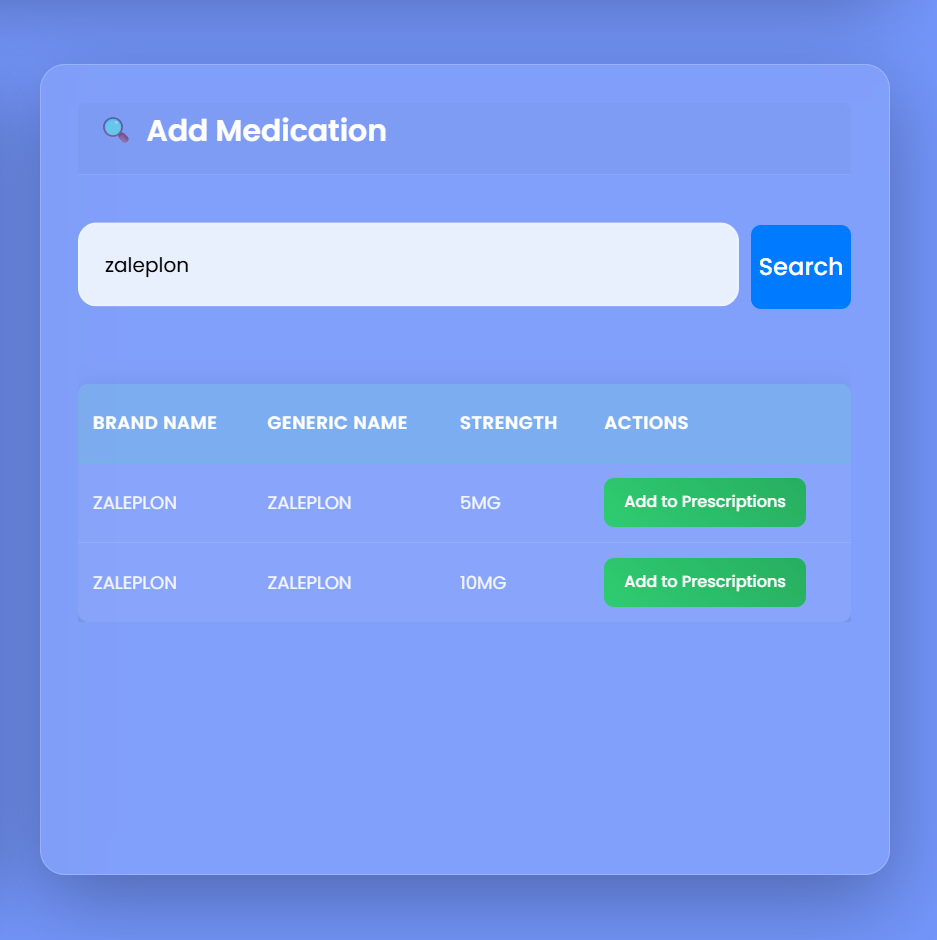 Add Medication
zaleplon
Search
BRAND NAME GENERIC NAME STRENGTH ACTIONS
ZALEPLON ZALEPLON 5MG Add to Prescriptions
ZALEPLON ZALEPLON 10MG Add to Prescriptions